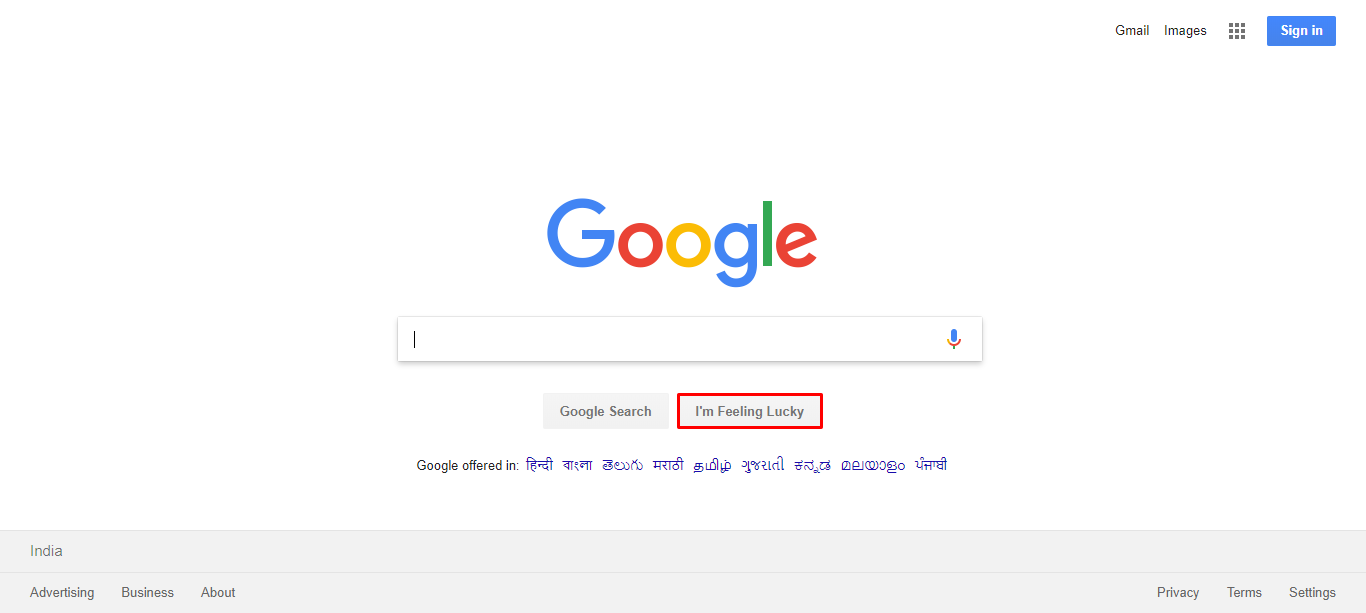 Gmail Images Sign in
Google
Google Search I'm Feeling Lucky
Google offered in: हिन्दी বাংলা తెలుగు मराठी தமிழ் ગુજરાતી ಕನ್ನಡ മലയാളം ਪੰਜਾਬੀ
India
Advertising Business About Privacy Terms Settings